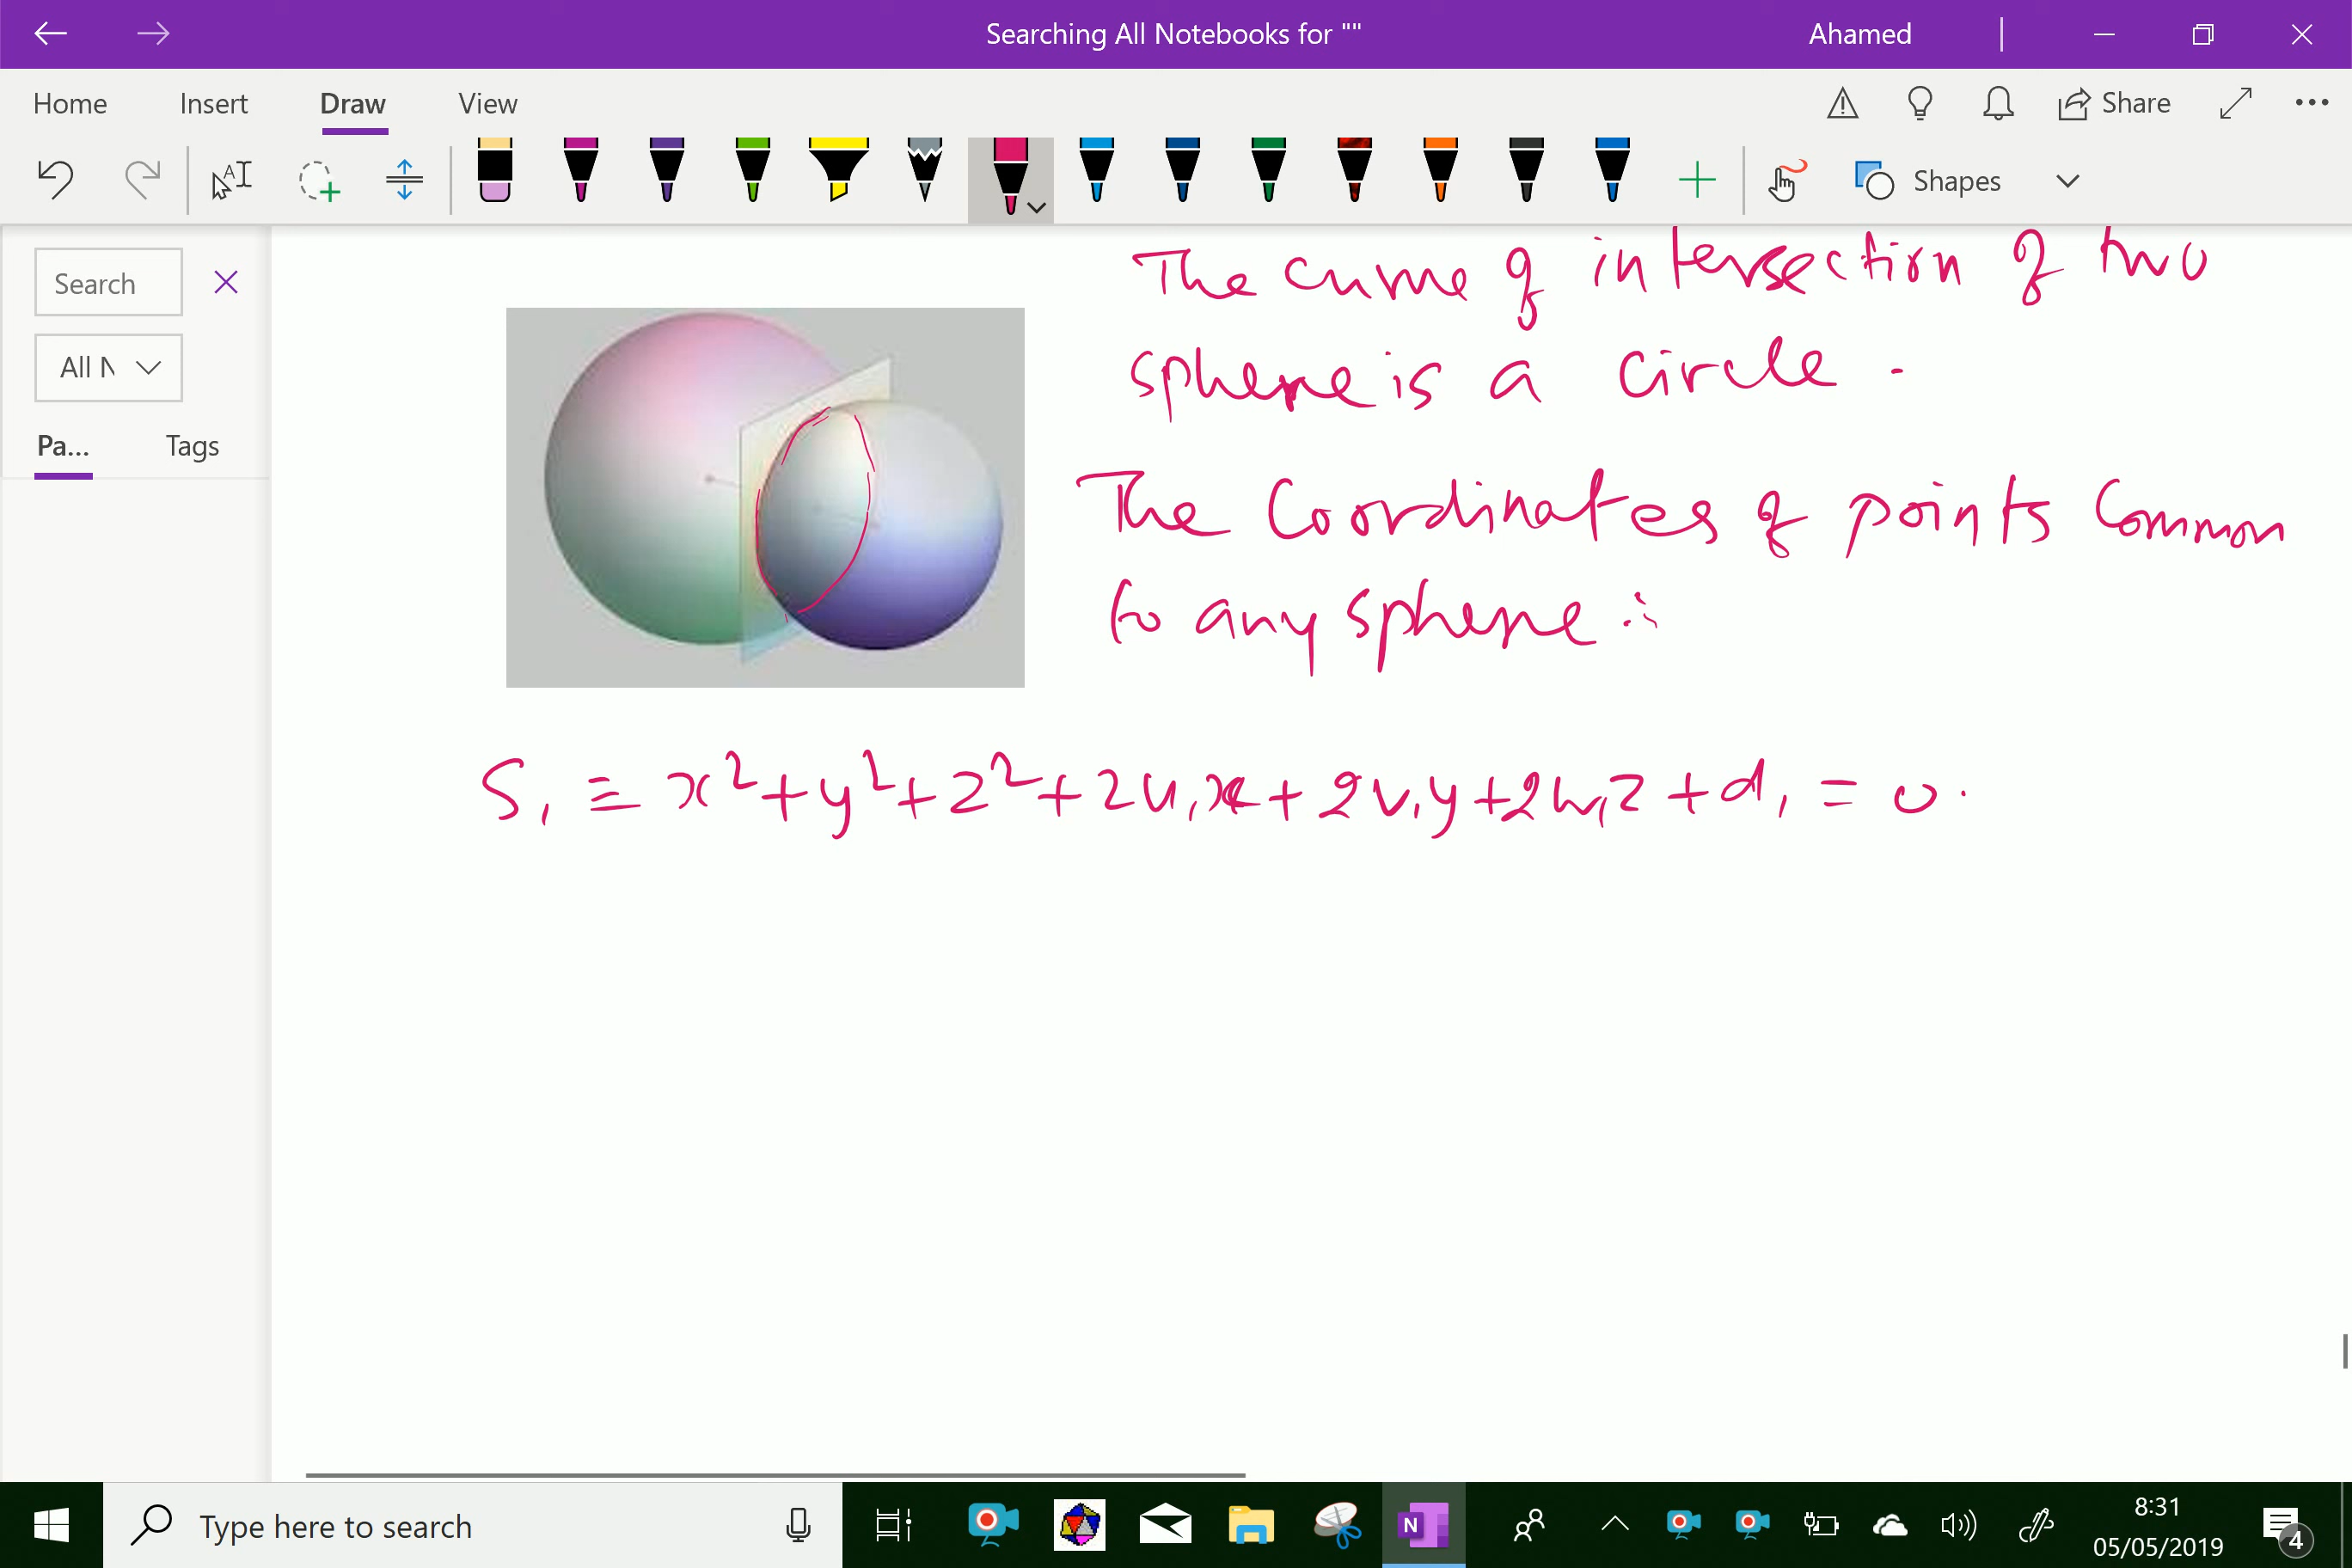 Searching All Notebooks for ""
Ahamed
Home Insert Draw View
Share
Shapes
Search
All N
Pa... Tags
The curve of intersection of two
sphere is a circle.
The Coordinates of points Common
to any sphere :
S₁ ≡ x²+y²+z²+2u₁x+2v₁y+2w₁z+d₁ = 0.
Type here to search
N
8:31
05/05/2019
4